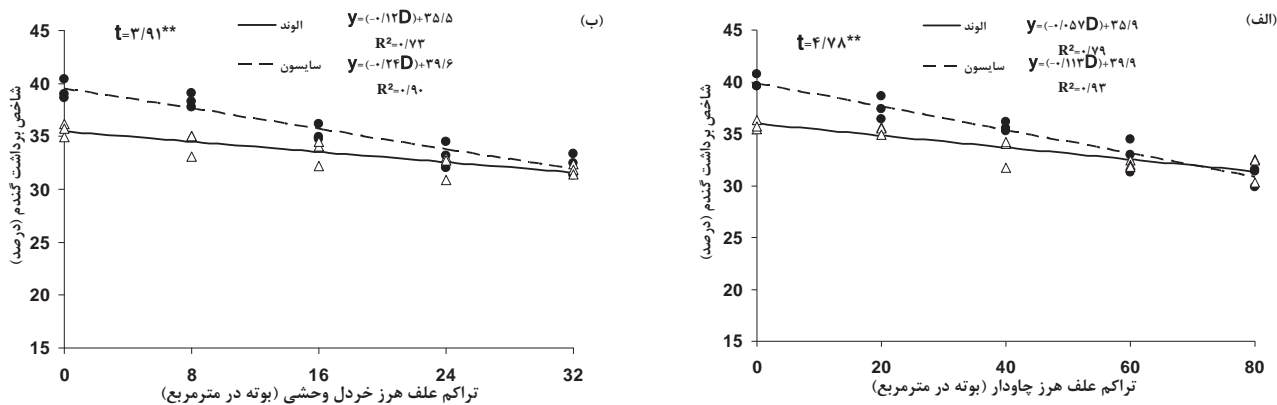 (الف)
t=۴/۷۸**
الوند y=(-۰/۰۵۷D)+۳۵/۹
R²=۰/۷۹
سایسون y=(-۰/۱۱۳D)+۳۹/۹
R²=۰/۹۳
شاخص برداشت گندم (درصد)
45
40
35
30
25
20
15
0 20 40 60 80
تراکم علف هرز چاودار (بوته در مترمربع)
(ب)
t=۳/۹۱**
الوند y=(-۰/۱۲D)+۳۵/۵
R²=۰/۷۳
سایسون y=(-۰/۲۴D)+۳۹/۶
R²=۰/۹۰
شاخص برداشت گندم (درصد)
45
40
35
30
25
20
15
0 8 16 24 32
تراکم علف هرز خردل وحشی (بوته در مترمربع)